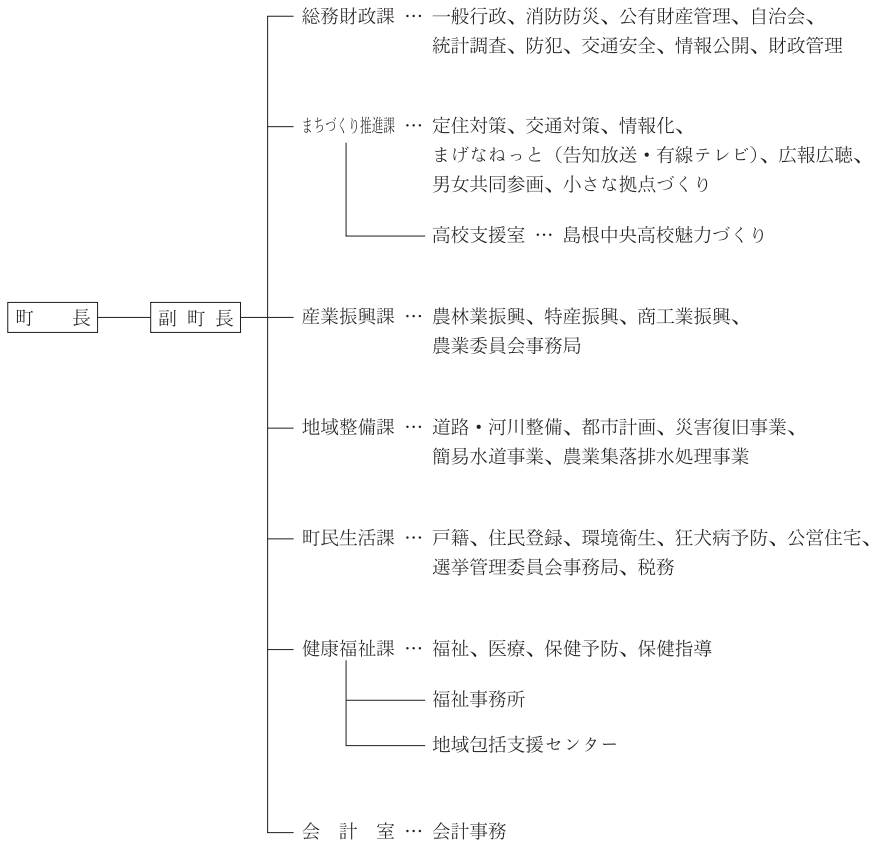 総務財政課 … 一般行政、消防防災、公有財産管理、自治会、
統計調査、防犯、交通安全、情報公開、財政管理
まちづくり推進課 … 定住対策、交通対策、情報化、
まげなねっと（告知放送・有線テレビ）、広報広聴、
男女共同参画、小さな拠点づくり
高校支援室 … 島根中央高校魅力づくり
町　長
副町長
産業振興課 … 農林業振興、特産振興、商工業振興、
農業委員会事務局
地域整備課 … 道路・河川整備、都市計画、災害復旧事業、
簡易水道事業、農業集落排水処理事業
町民生活課 … 戸籍、住民登録、環境衛生、狂犬病予防、公営住宅、
選挙管理委員会事務局、税務
健康福祉課 … 福祉、医療、保健予防、保健指導
福祉事務所
地域包括支援センター
会　計　室 … 会計事務